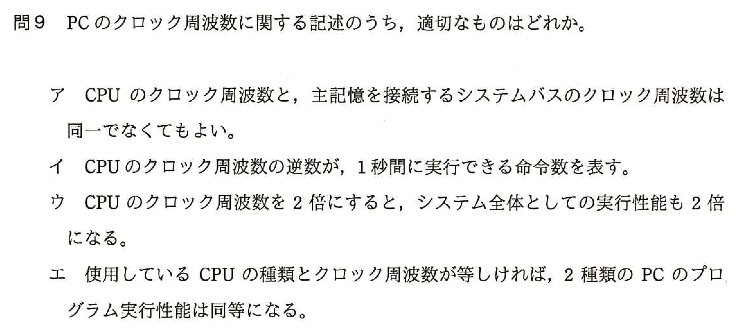 問9 PCのクロック周波数に関する記述のうち，適切なものはどれか。
ア CPU のクロック周波数と，主記憶を接続するシステムバスのクロック周波数は
同一でなくてもよい。
イ CPUのクロック周波数の逆数が，1秒間に実行できる命令数を表す。
ウ CPU のクロック周波数を 2 倍にすると，システム全体としての実行性能も 2 倍
になる。
エ 使用している CPU の種類とクロック周波数が等しければ，2 種類の PC のプロ
グラム実行性能は同等になる。